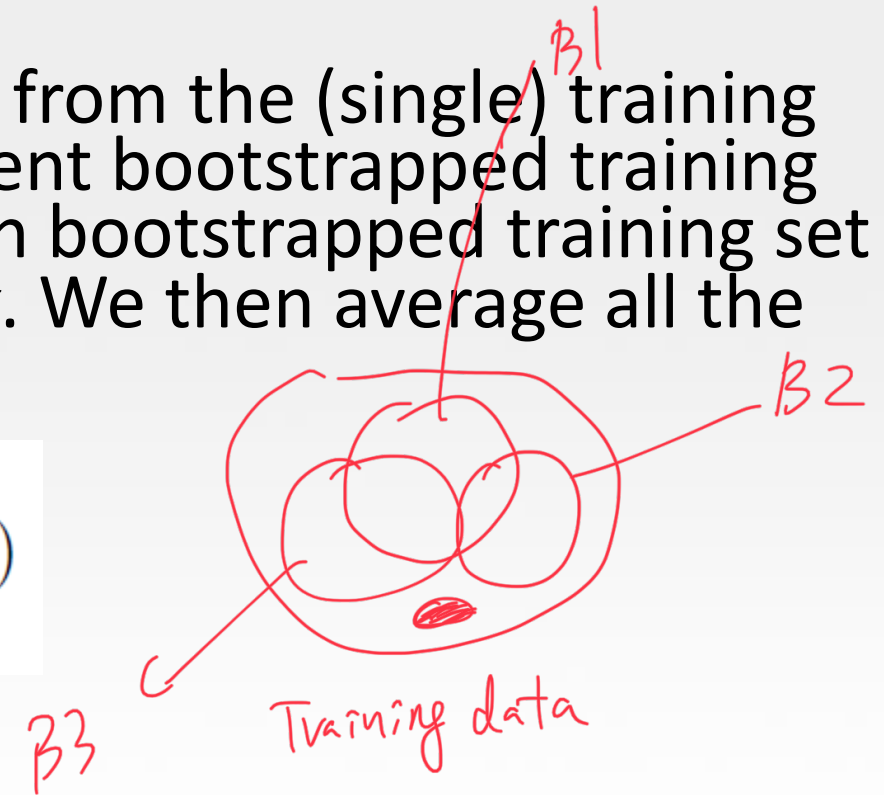 B1
from the (single) training
ent bootstrapped training
n bootstrapped training set
. We then average all the
B2
)
B3
Training data